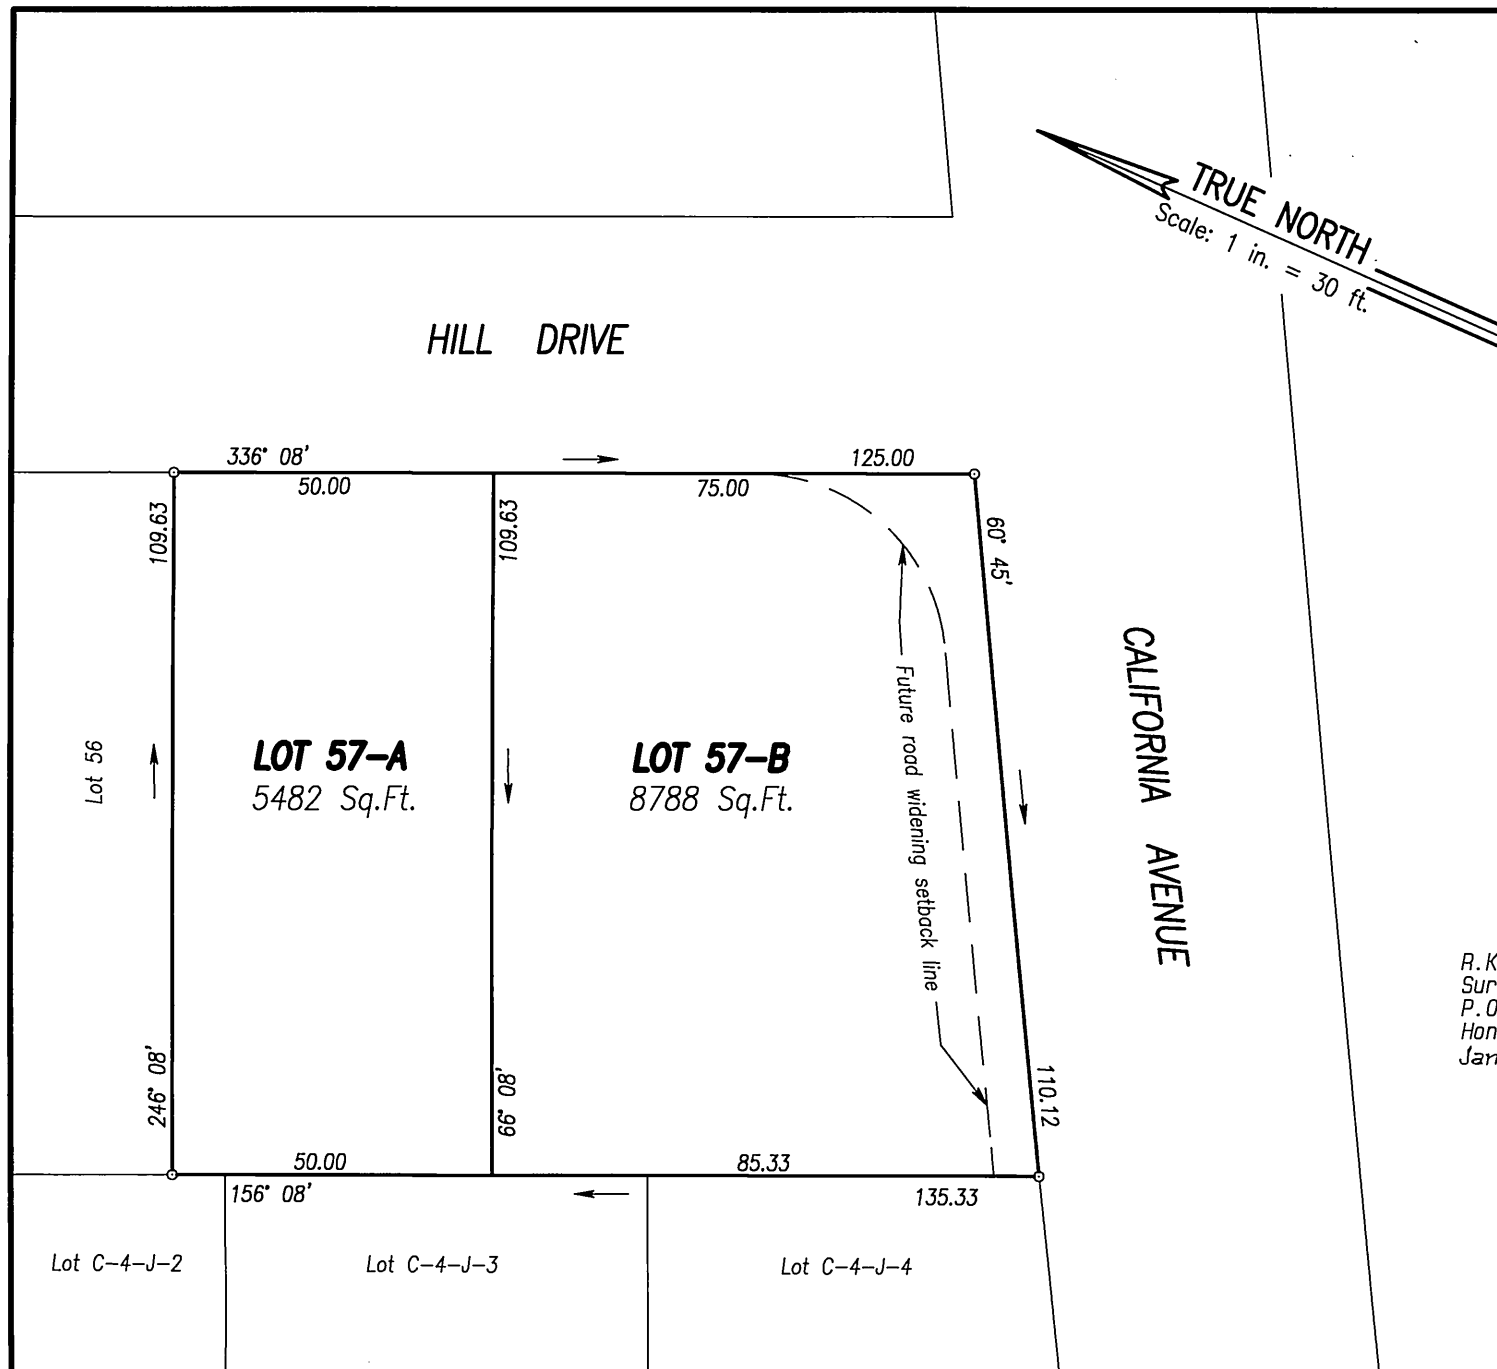 TRUE NORTH
Scale: 1 in. = 30 ft.
HILL DRIVE
336° 08'
125.00
50.00
75.00
109.63
109.63
60° 45'
CALIFORNIA AVENUE
Future road widening setback line
Lot 56
LOT 57-A
5482 Sq.Ft.
LOT 57-B
8788 Sq.Ft.
246° 08'
66° 08'
110.12
50.00
85.33
156° 08'
135.33
Lot C-4-J-2
Lot C-4-J-3
Lot C-4-J-4
R.K
Sur
P.O
Hon
Jan